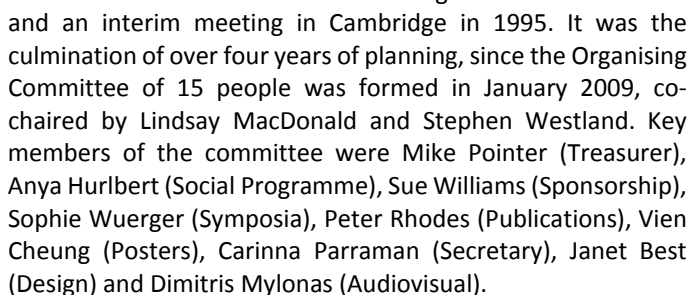 and an interim meeting in Cambridge in 1995. It was the
culmination of over four years of planning, since the Organising
Committee of 15 people was formed in January 2009, co-
chaired by Lindsay MacDonald and Stephen Westland. Key
members of the committee were Mike Pointer (Treasurer),
Anya Hurlbert (Social Programme), Sue Williams (Sponsorship),
Sophie Wuerger (Symposia), Peter Rhodes (Publications), Vien
Cheung (Posters), Carinna Parraman (Secretary), Janet Best
(Design) and Dimitris Mylonas (Audiovisual).